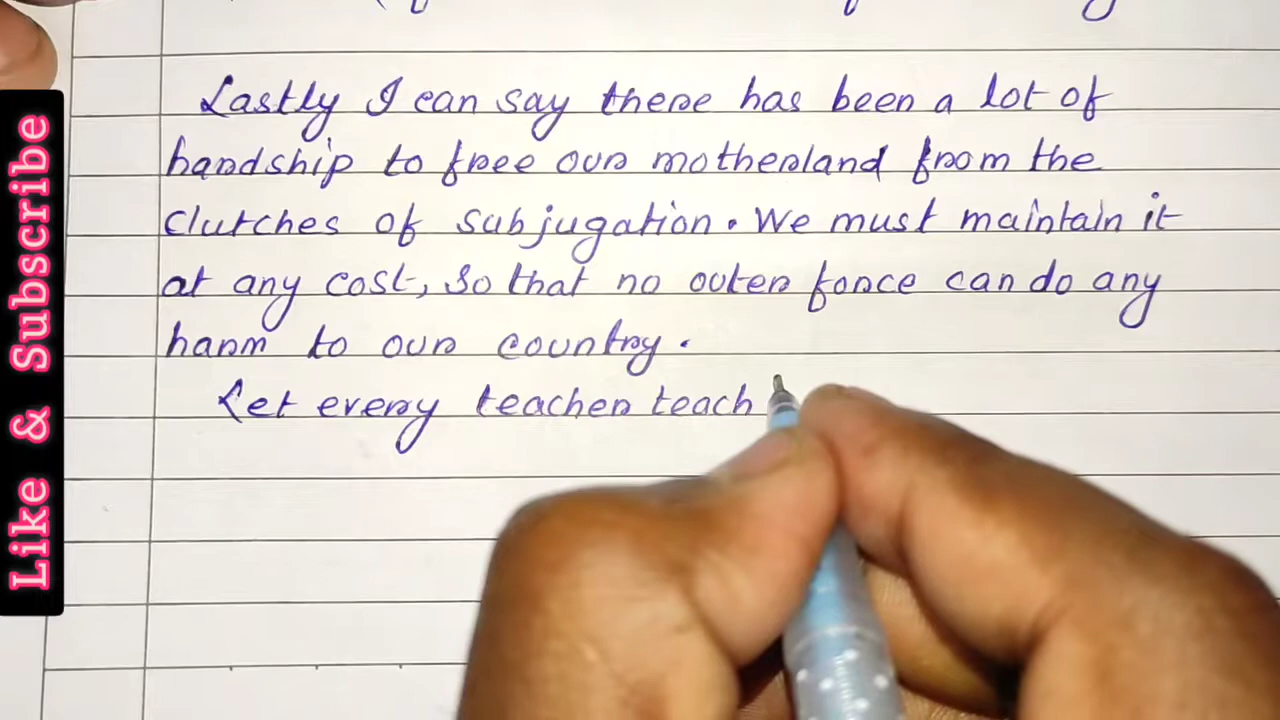 Lastly I can say there has been a lot of
hardship to free our motherland from the
clutches of subjugation. We must maintain it
at any cost, so that no outer force can do any
harm to our country.
Let every teacher teach
Like & Subscribe